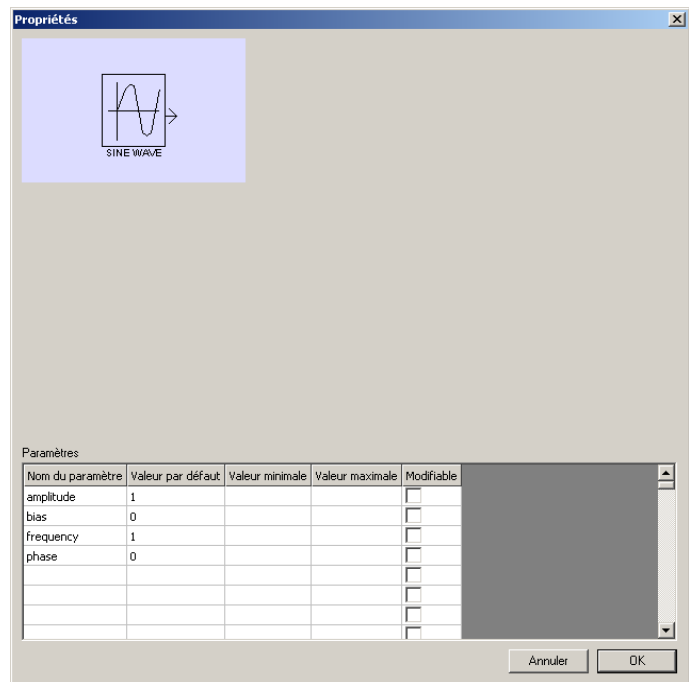 Propriétés
SINE WAVE
Paramètres
Nom du paramètre Valeur par défaut Valeur minimale Valeur maximale Modifiable
amplitude 1
bias 0
frequency 1
phase 0
Annuler OK